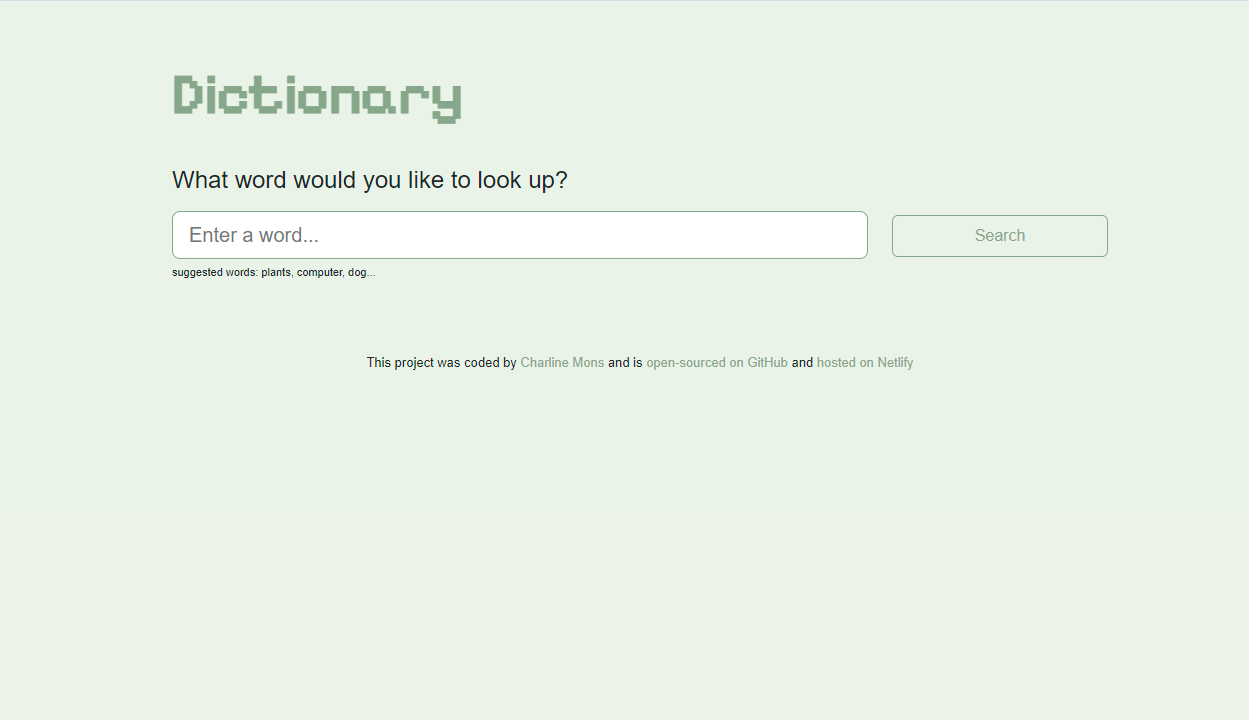 Dictionary
What word would you like to look up?
Enter a word...
Search
suggested words: plants, computer, dog...
This project was coded by Charline Mons and is open-sourced on GitHub and hosted on Netlify